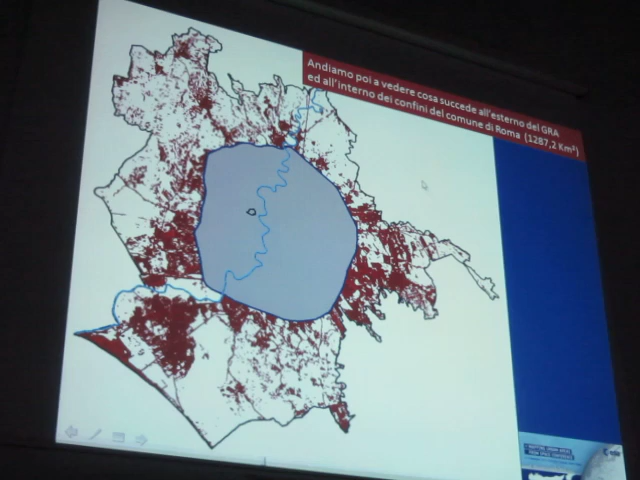 Andiamo poi a vedere cosa succede all'esterno del GRA
ed all'interno dei confini del comune di Roma (1287,2 Km²)